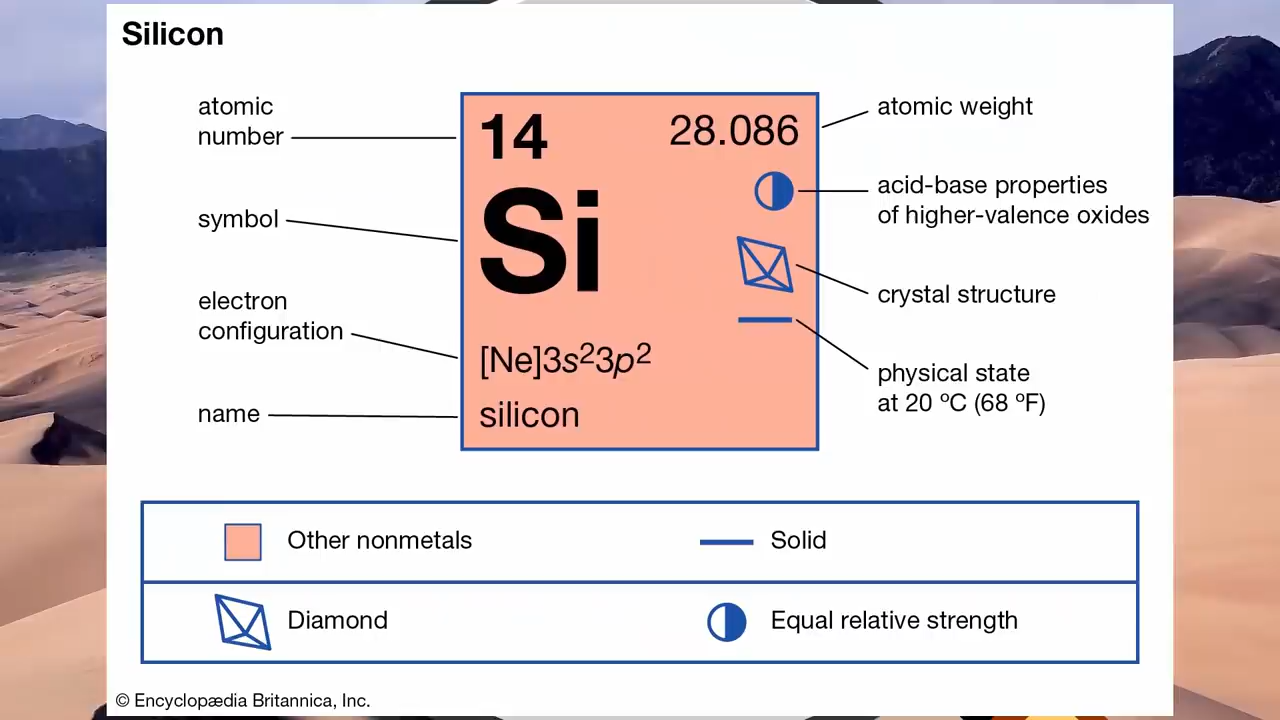 Silicon
atomic
number
symbol
electron
configuration
name
14
28.086
Si
[Ne]3s²3p²
silicon
atomic weight
acid-base properties
of higher-valence oxides
crystal structure
physical state
at 20 ºC (68 ºF)
Other nonmetals
Solid
Diamond
Equal relative strength
© Encyclopædia Britannica, Inc.